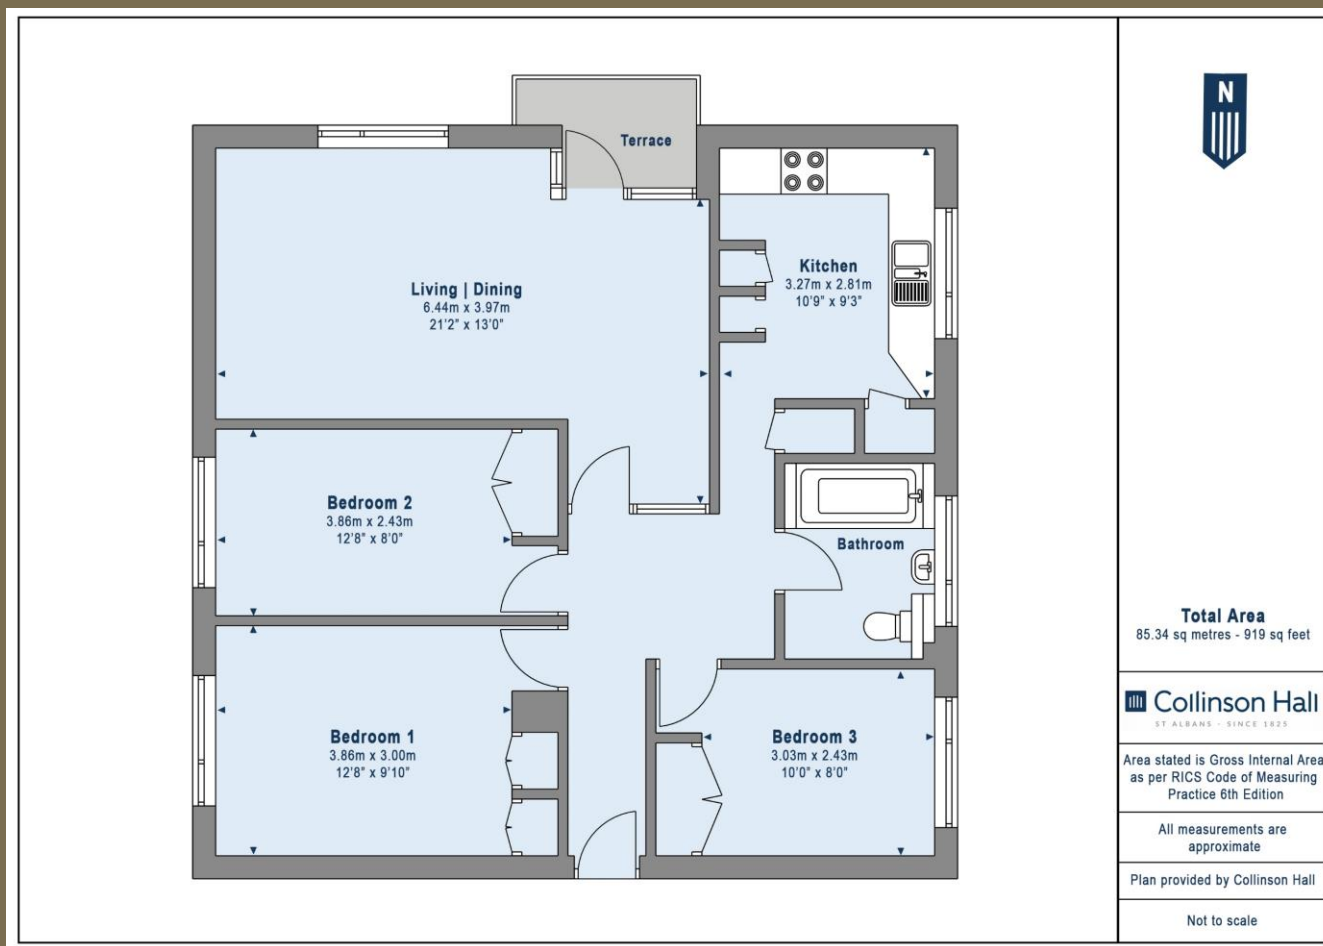 Terrace
Living | Dining
6.44m x 3.97m
21'2" x 13'0"
Kitchen
3.27m x 2.81m
10'9" x 9'3"
Bedroom 2
3.86m x 2.43m
12'8" x 8'0"
Bathroom
Bedroom 1
3.86m x 3.00m
12'8" x 9'10"
Bedroom 3
3.03m x 2.43m
10'0" x 8'0"
N
Total Area
85.34 sq metres - 919 sq feet
Collinson Hall
ST ALBANS · SINCE 1825
Area stated is Gross Internal Area
as per RICS Code of Measuring
Practice 6th Edition
All measurements are
approximate
Plan provided by Collinson Hall
Not to scale